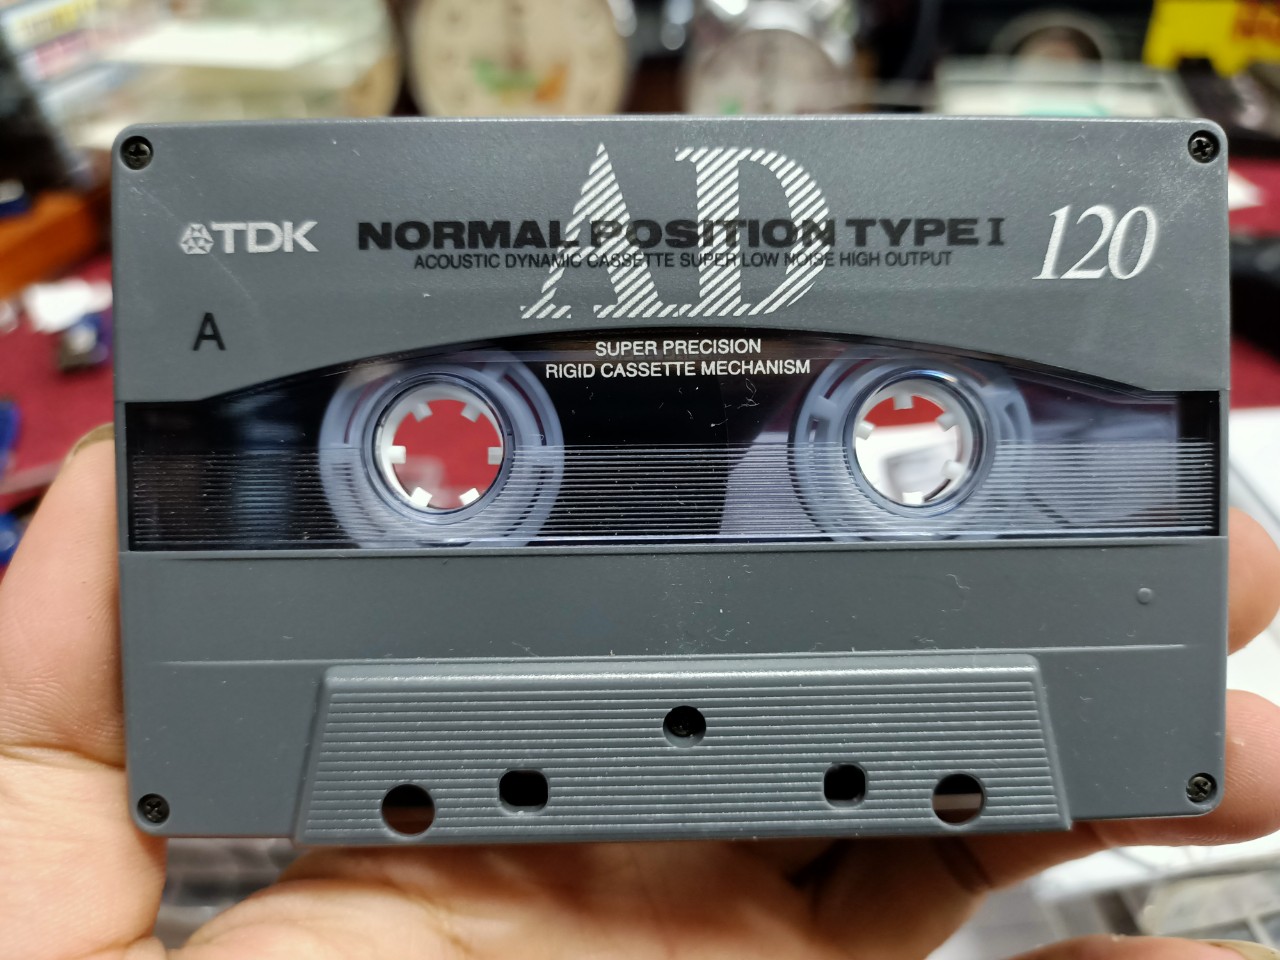 AD
TDK
NORMAL POSITION TYPE I
120
ACOUSTIC DYNAMIC CASSETTE SUPER LOW NOISE HIGH OUTPUT
A
SUPER PRECISION
RIGID CASSETTE MECHANISM